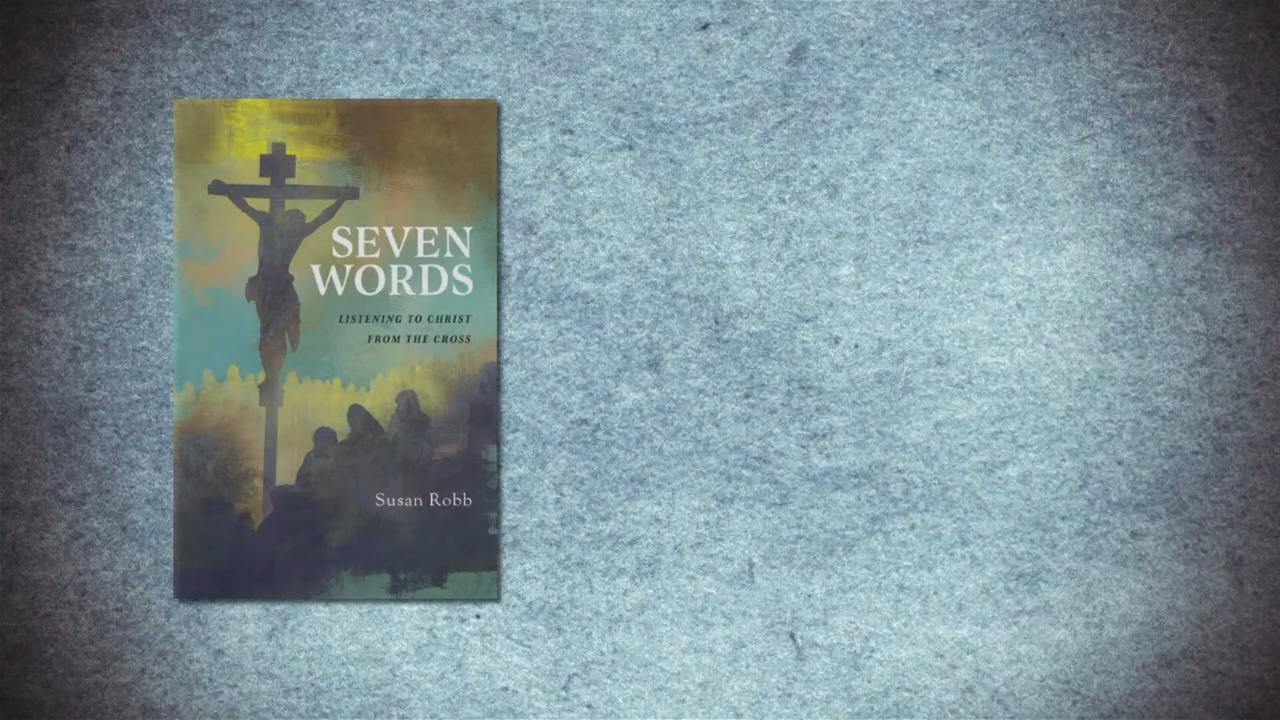 SEVEN
WORDS
LISTENING TO CHRIST
FROM THE CROSS
Susan Robb